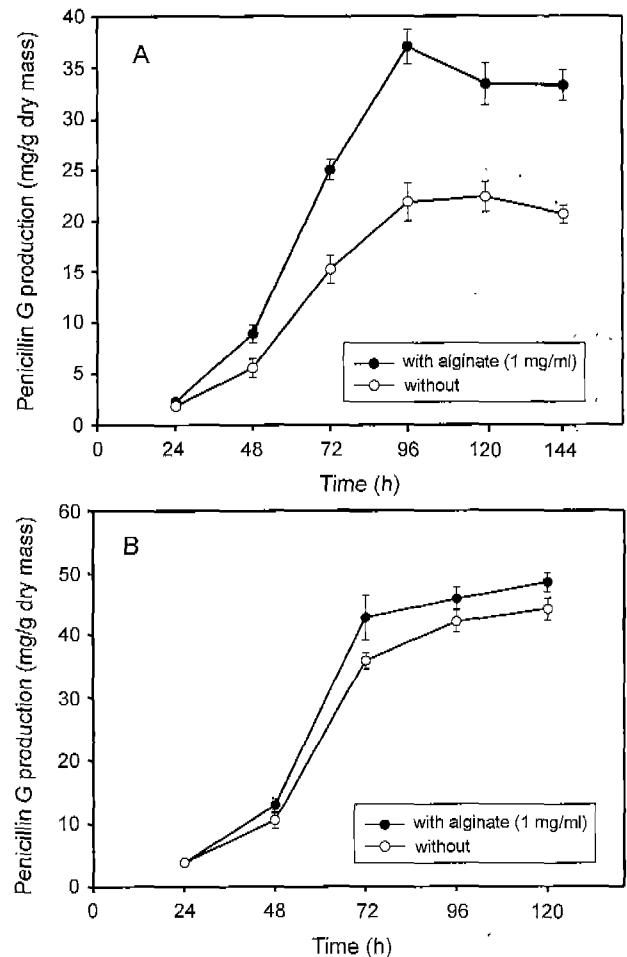 A
Penicillin G production (mg/g dry mass)
40
35
30
25
20
15
10
5
0
with alginate (1 mg/ml)
without
0 24 48 72 96 120 144
Time (h)
B
Penicillin G production (mg/g dry mass)
60
50
40
30
20
10
0
with alginate (1 mg/ml)
without
0 24 48 72 96 120
Time (h)